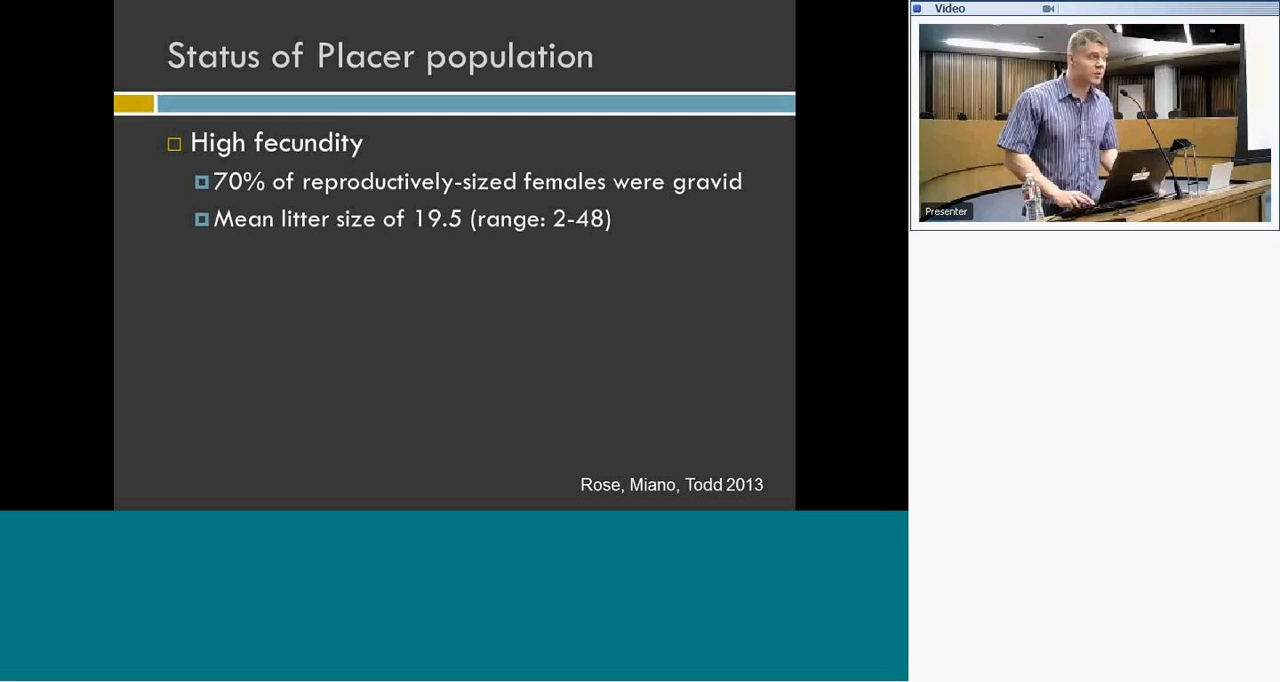 Status of Placer population
High fecundity
70% of reproductively-sized females were gravid
Mean litter size of 19.5 (range: 2-48)
Rose, Miano, Todd 2013
Video
Presenter